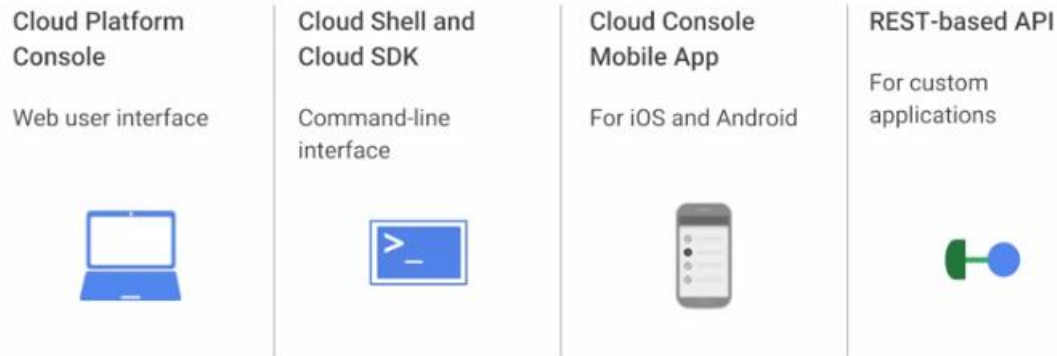 Cloud Platform
Console
Web user interface
Cloud Shell and
Cloud SDK
Command-line
interface
>_
Cloud Console
Mobile App
For iOS and Android
REST-based API
For custom
applications